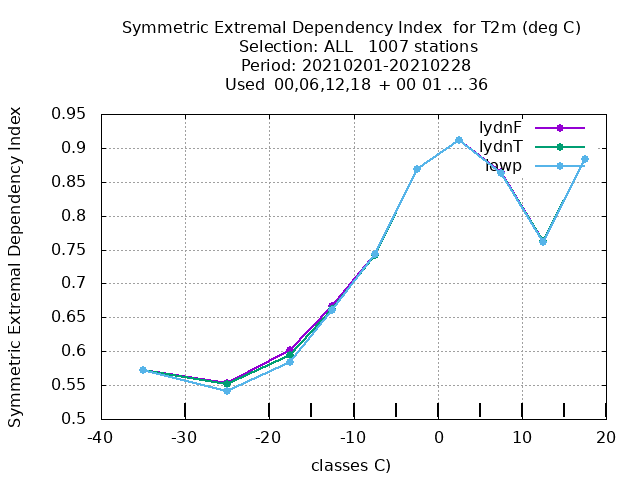 Symmetric Extremal Dependency Index  for T2m (deg C)
Selection: ALL   1007 stations
Period: 20210201-20210228
Used  00,06,12,18  + 00 01 ... 36
Symmetric Extremal Dependency Index
0.95
0.9
0.85
0.8
0.75
0.7
0.65
0.6
0.55
0.5
lydnF
lydnT
iowp
-40
-30
-20
-10
0
10
20
classes C)